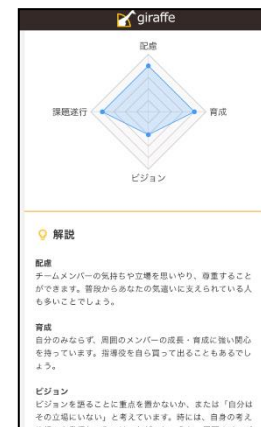 giraffe
配慮
課題遂行
育成
ビジョン
解説
配慮
チームメンバーの気持ちや立場を思いやり、尊重すること
ができます。普段からあなたの気遣いに支えられている人
も多いことでしょう。
育成
自分のみならず、周囲のメンバーの成長・育成に強い関心
を持っています。指導役を自ら買って出ることもあるでし
ょう。
ビジョン
ビジョンを語ることに重点を置かないか、または「自分は
その立場にいない」と考えています。時には、自身の考え